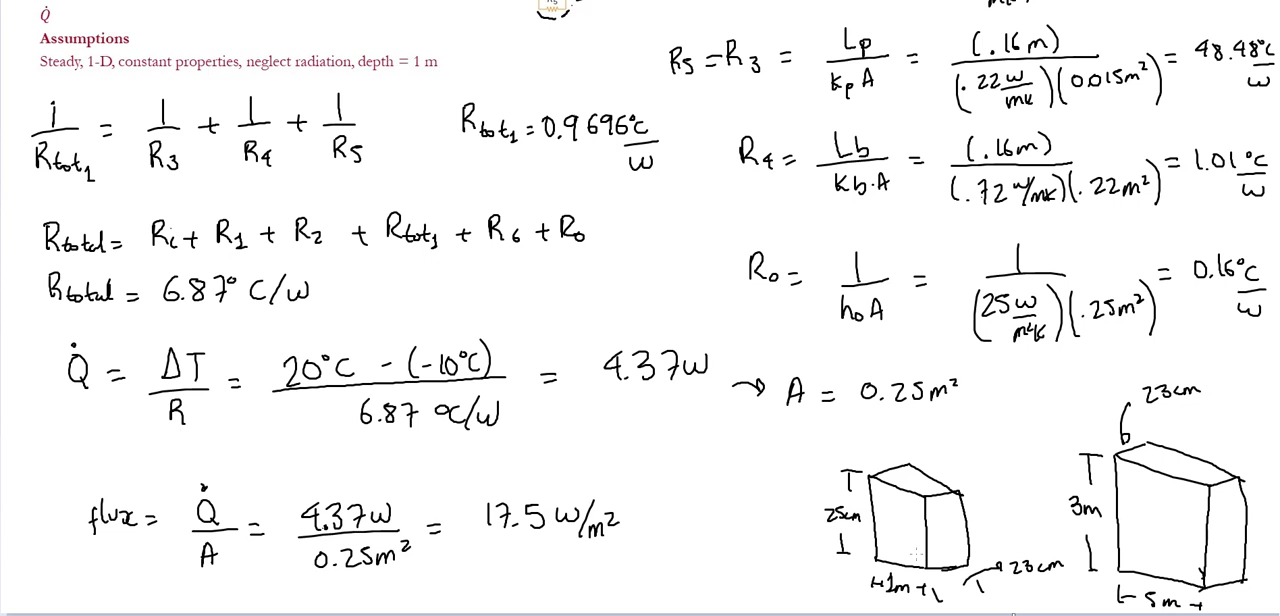 Q̇
Assumptions
Steady, 1-D, constant properties, neglect radiation, depth = 1 m
1/Rtot1 = 1/R3 + 1/R4 + 1/R5
Rtot1 = 0.9696 °C/W
Rtotal = Ri + R1 + R2 + Rtot1 + R6 + Ro
Rtotal = 6.87° C/W
Q̇ = ΔT/R = 20°C - (-10°C) / 6.87 °C/W = 4.37W
flux = Q̇/A = 4.37W / 0.25m² = 17.5 W/m²
R5 = R3 = Lp / kpA = (.16m) / (.22 W/mK)(0.015m²) = 48.48 °C/W
R4 = Lb / Kb·A = (.16m) / (.72 W/mK)(.22m²) = 1.01 °C/W
Ro = 1 / hoA = 1 / (25 W/m²K)(.25m²) = 0.16 °C/W
→ A = 0.25m²
25cm
1m
23cm
23cm
3m
5m